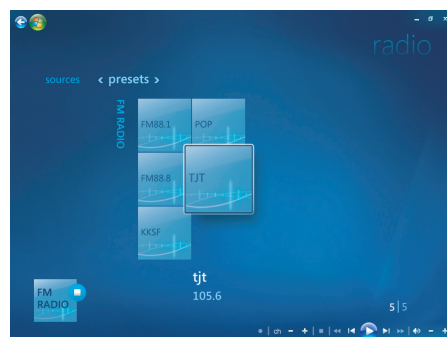 radio
sources
presets
FM RADIO
FM88.1
POP
FM88.8
TJT
KKSF
tjt
105.6
FM
RADIO
5|5
ch